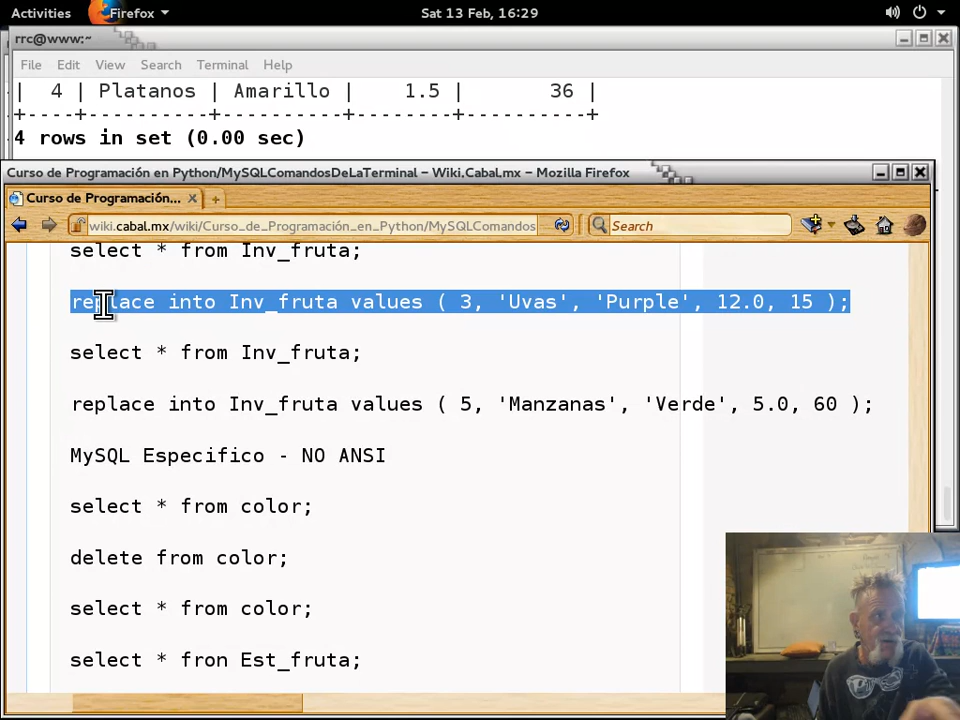 Activities Firefox Sat 13 Feb, 16:29
rrc@www:~
File Edit View Search Terminal Help
| 4 | Platanos | Amarillo | 1.5 | 36 |
+----+----------+----------+--------+----------+
4 rows in set (0.00 sec)
Curso de Programación en Python/MySQLComandosDeLaTerminal – Wiki,Cabal.mx – Mozilla Firefox
Curso de Programación...
wiki.cabal.mx/wiki/Curso_de_Programación_en_Python/MySQLComandos Search
select * from Inv_fruta;
replace into Inv_fruta values ( 3, 'Uvas', 'Purple', 12.0, 15 );
select * from Inv_fruta;
replace into Inv_fruta values ( 5, 'Manzanas', 'Verde', 5.0, 60 );
MySQL Especifico - NO ANSI
select * from color;
delete from color;
select * from color;
select * fron Est_fruta;